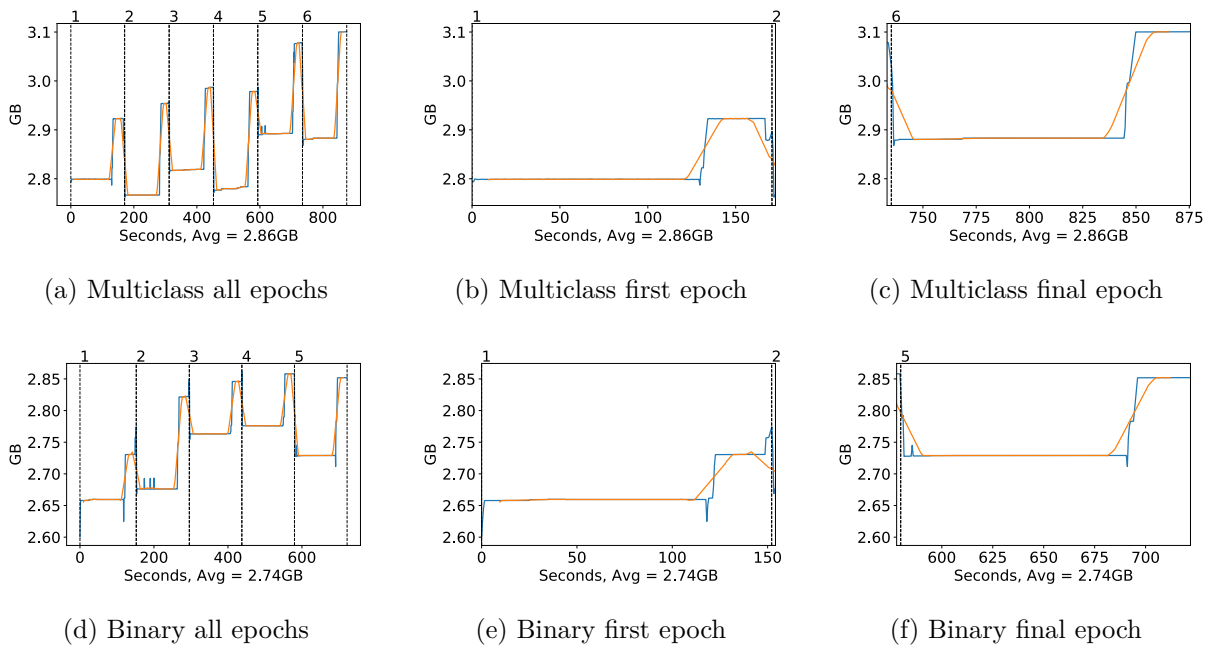 1 2 3 4 5 6
3.1
3.0
2.9
2.8
GB
0 200 400 600 800
Seconds, Avg = 2.86GB
(a) Multiclass all epochs
1 2
3.1
3.0
2.9
2.8
GB
0 50 100 150
Seconds, Avg = 2.86GB
(b) Multiclass first epoch
6
3.1
3.0
2.9
2.8
GB
750 775 800 825 850 875
Seconds, Avg = 2.86GB
(c) Multiclass final epoch
1 2 3 4 5
2.85
2.80
2.75
2.70
2.65
2.60
GB
0 200 400 600
Seconds, Avg = 2.74GB
(d) Binary all epochs
1 2
2.85
2.80
2.75
2.70
2.65
2.60
GB
0 50 100 150
Seconds, Avg = 2.74GB
(e) Binary first epoch
5
2.85
2.80
2.75
2.70
2.65
2.60
GB
600 625 650 675 700
Seconds, Avg = 2.74GB
(f) Binary final epoch